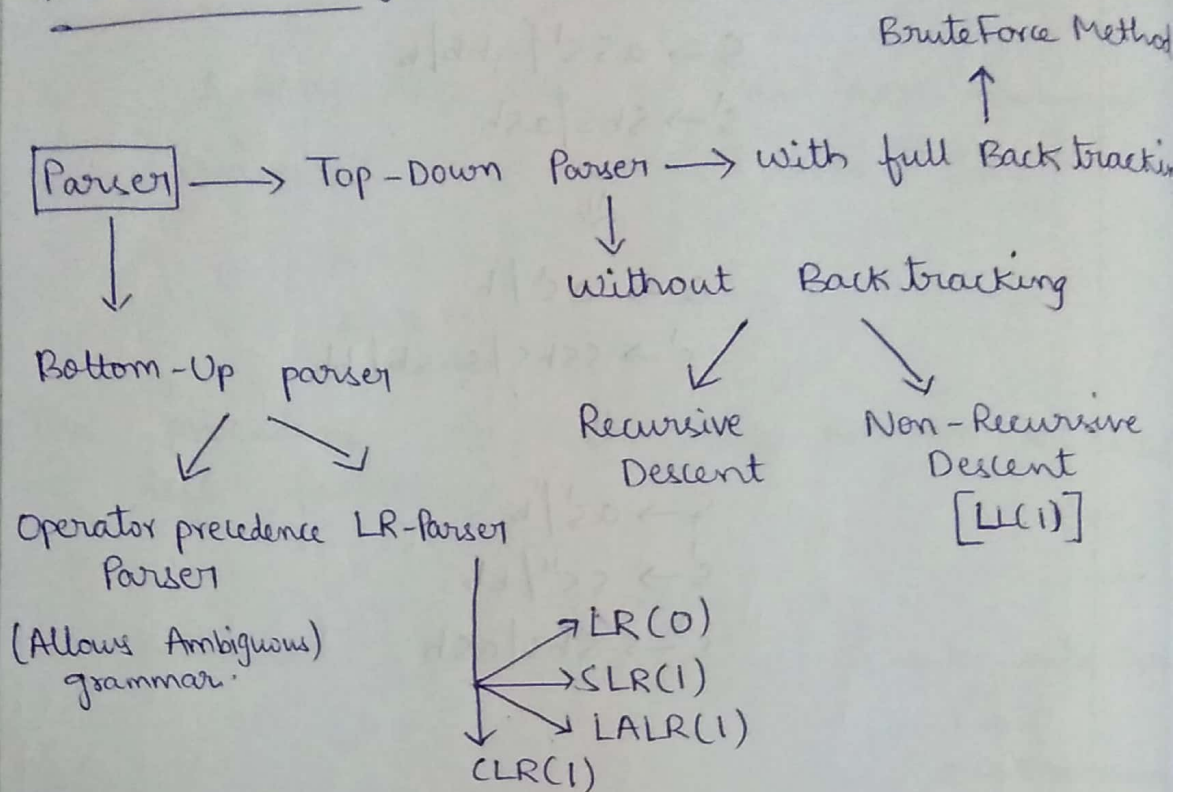 Brute Force Method
Parser → Top-Down Parser → With full Back tracking
Without Back tracking
Bottom-Up parser
Recursive Descent
Non-Recursive Descent
[LL(1)]
Operator precedence Parser
(Allows Ambiguous) grammar.
LR-Parser
LR(0)
SLR(1)
LALR(1)
CLR(1)